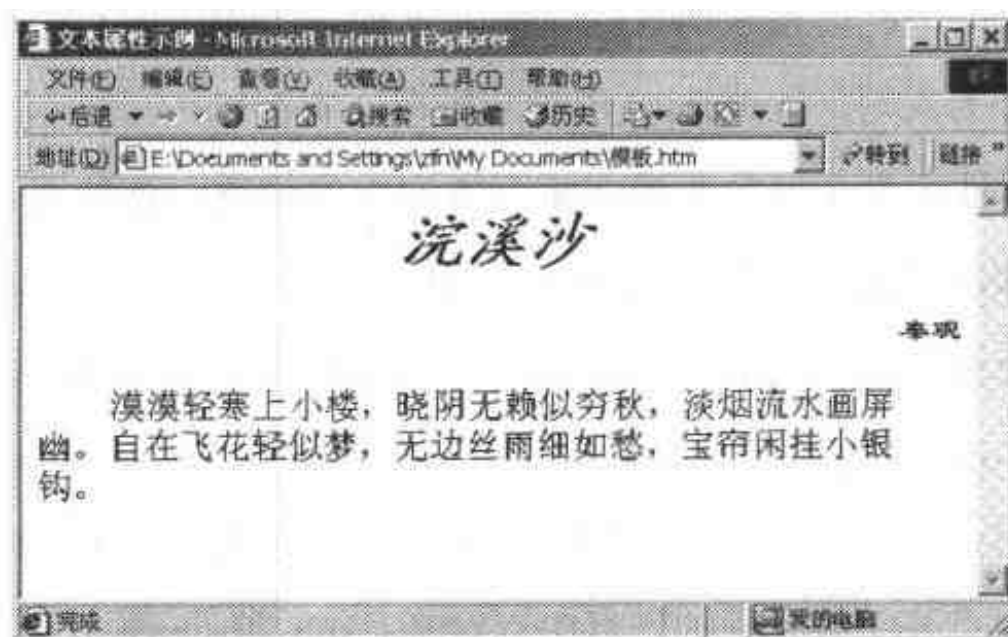 文本属性示例 - Microsoft Internet Explorer
文件(F) 编辑(E) 查看(V) 收藏(A) 工具(T) 帮助(H)
后退 搜索 收藏 历史
地址(D) E:\Documents and Settings\zfn\My Documents\模板.htm 转到 链接 »
浣溪沙
秦观
漠漠轻寒上小楼，晓阴无赖似穷秋，淡烟流水画屏
幽。自在飞花轻似梦，无边丝雨细如愁，宝帘闲挂小银
钩。
完成 我的电脑